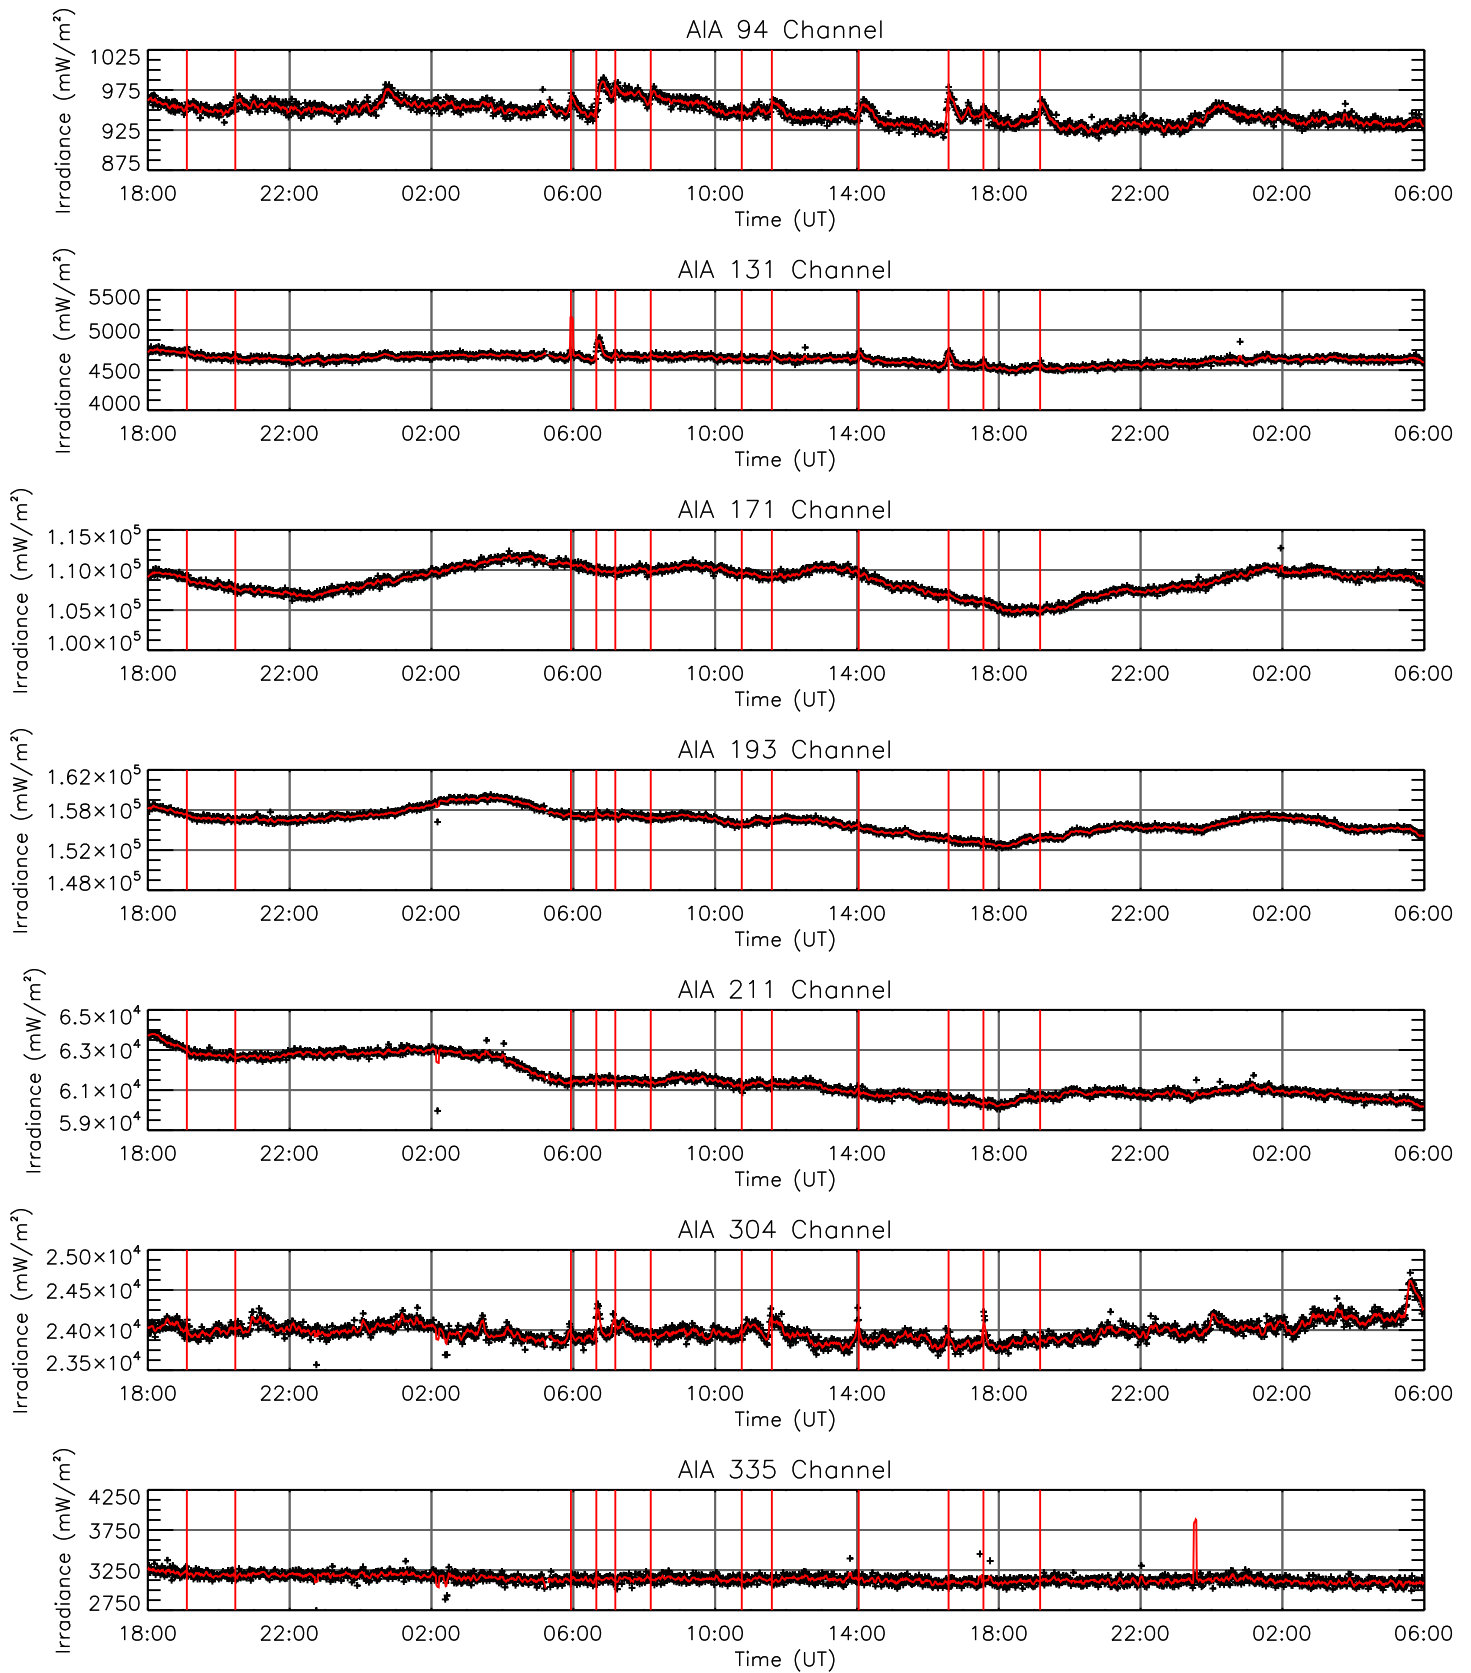 AIA 94 Channel
Irradiance (mW/m²)
1025
975
925
875
18:00 22:00 02:00 06:00 10:00 14:00 18:00 22:00 02:00 06:00
Time (UT)
AIA 131 Channel
Irradiance (mW/m²)
5500
5000
4500
4000
18:00 22:00 02:00 06:00 10:00 14:00 18:00 22:00 02:00 06:00
Time (UT)
AIA 171 Channel
Irradiance (mW/m²)
1.15×10⁵
1.10×10⁵
1.05×10⁵
1.00×10⁵
18:00 22:00 02:00 06:00 10:00 14:00 18:00 22:00 02:00 06:00
Time (UT)
AIA 193 Channel
Irradiance (mW/m²)
1.62×10⁵
1.58×10⁵
1.52×10⁵
1.48×10⁵
18:00 22:00 02:00 06:00 10:00 14:00 18:00 22:00 02:00 06:00
Time (UT)
AIA 211 Channel
Irradiance (mW/m²)
6.5×10⁴
6.3×10⁴
6.1×10⁴
5.9×10⁴
18:00 22:00 02:00 06:00 10:00 14:00 18:00 22:00 02:00 06:00
Time (UT)
AIA 304 Channel
Irradiance (mW/m²)
2.50×10⁴
2.45×10⁴
2.40×10⁴
2.35×10⁴
18:00 22:00 02:00 06:00 10:00 14:00 18:00 22:00 02:00 06:00
Time (UT)
AIA 335 Channel
Irradiance (mW/m²)
4250
3750
3250
2750
18:00 22:00 02:00 06:00 10:00 14:00 18:00 22:00 02:00 06:00
Time (UT)